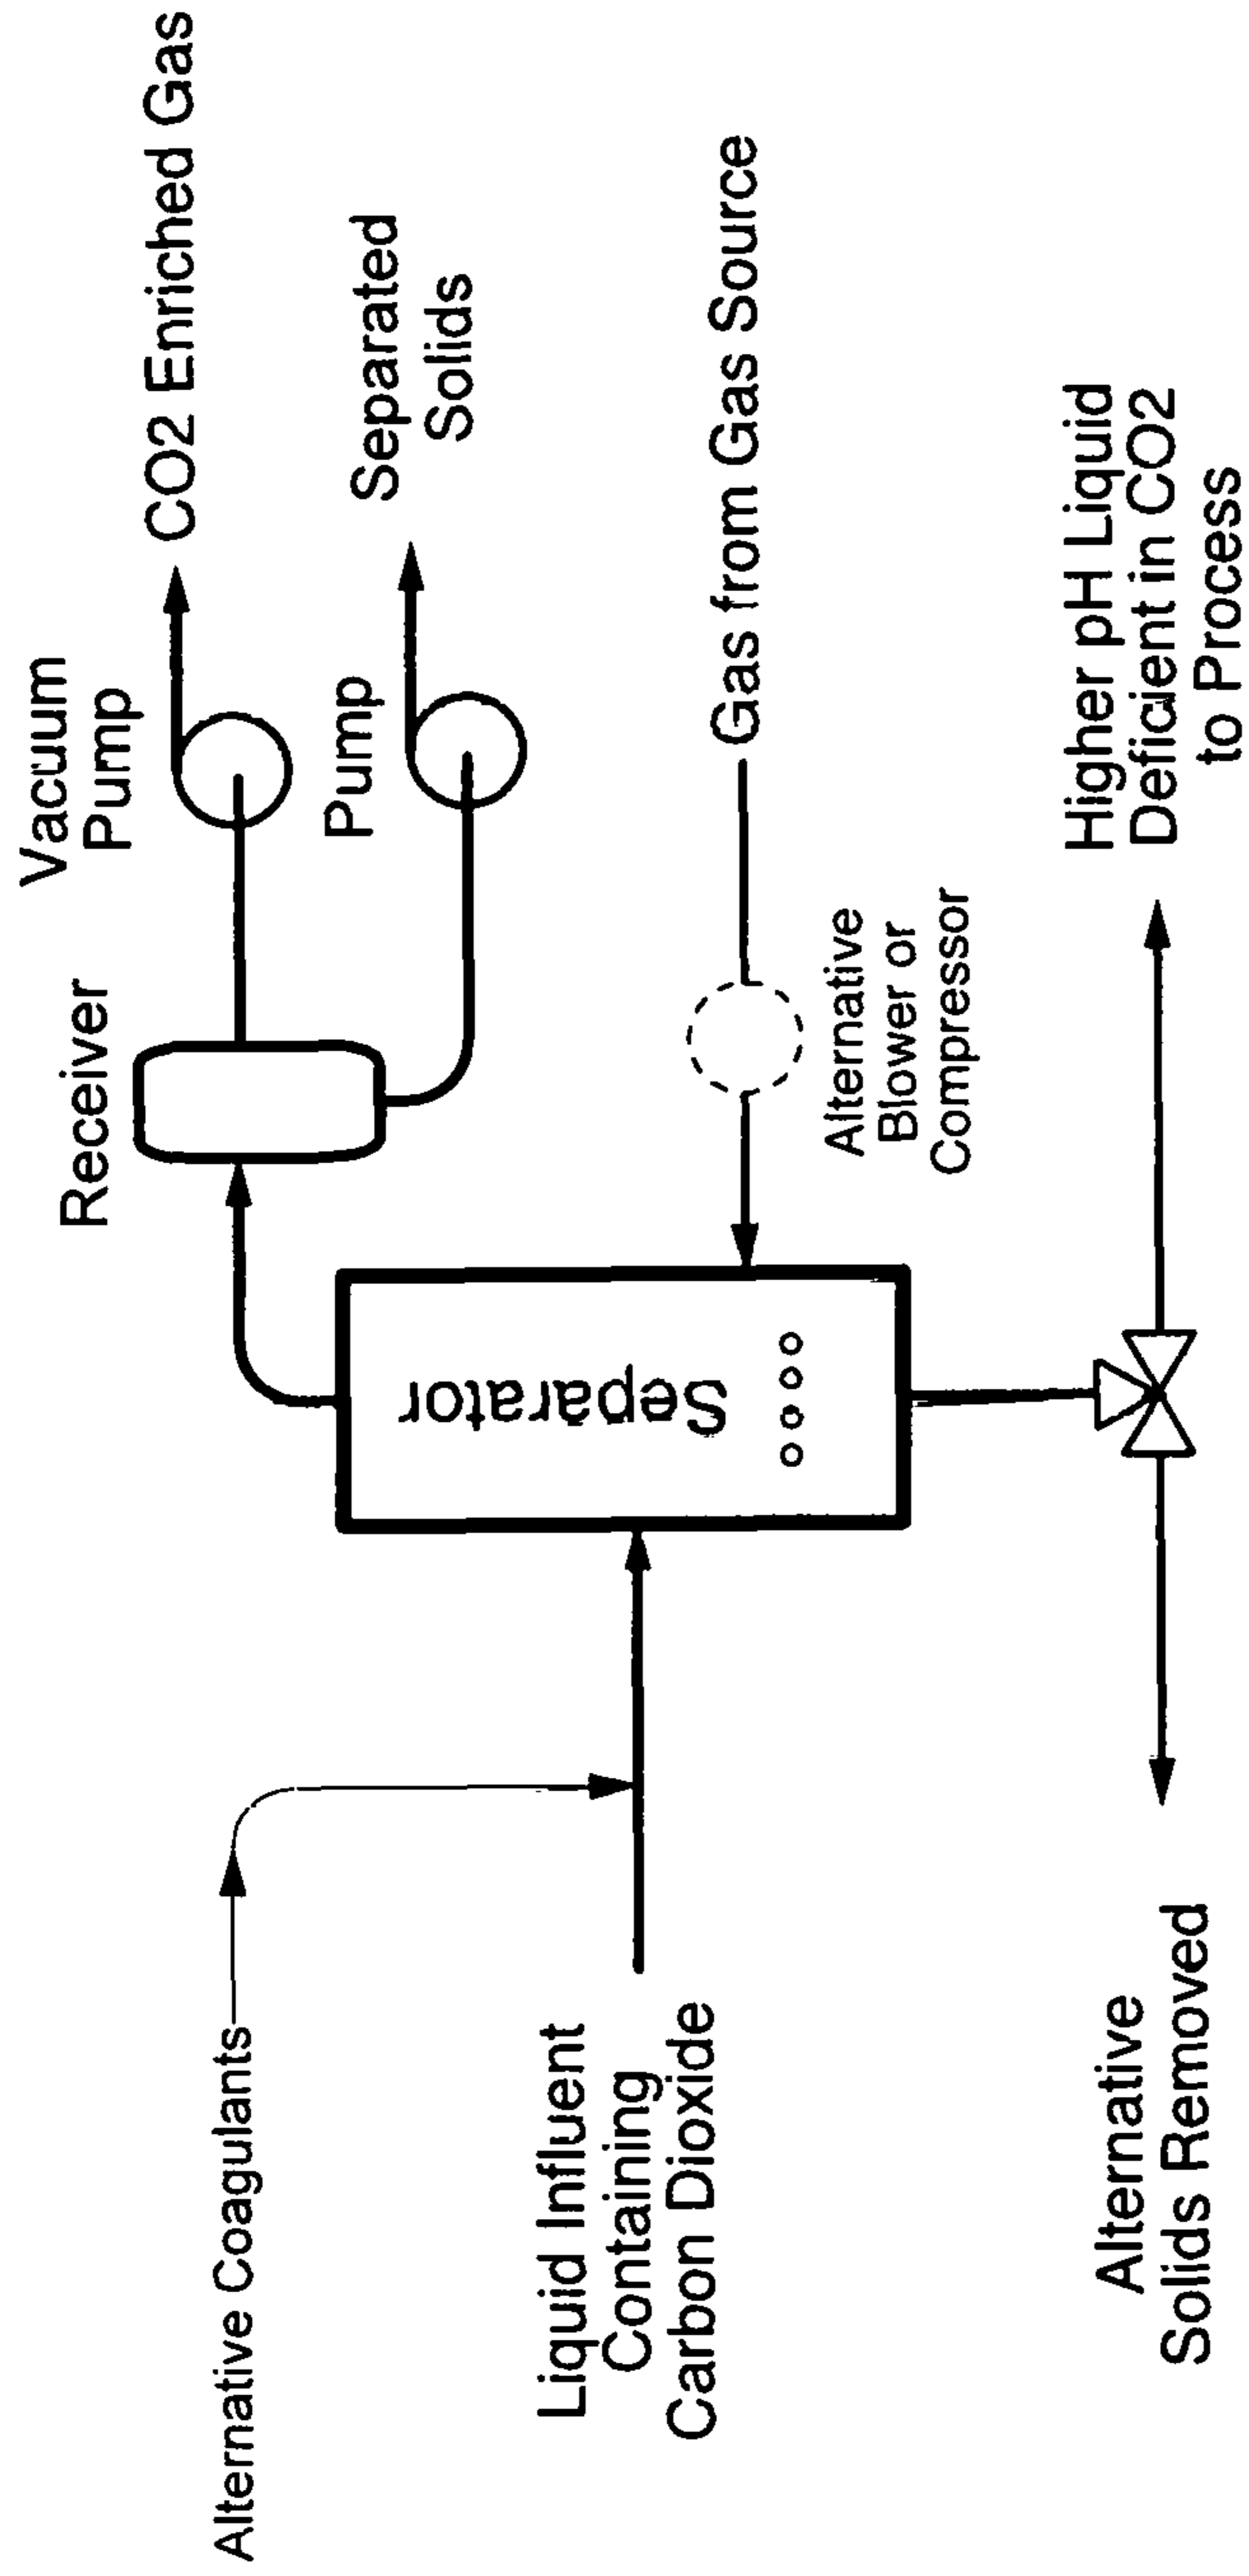 Vacuum
Pump
CO2 Enriched Gas
Receiver
Pump
Separated
Solids
Alternative Coagulants
Separator
Gas from Gas Source
Liquid Influent
Containing
Carbon Dioxide
Alternative
Blower or
Compressor
Higher pH Liquid
Deficient in CO2
to Process
Alternative
Solids Removed